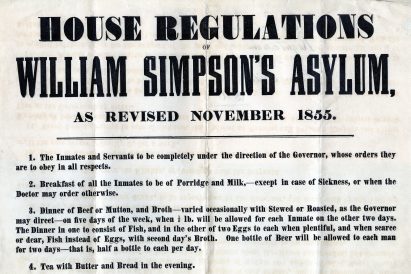 HOUSE REGULATIONS
OF
WILLIAM SIMPSON'S ASYLUM,
AS REVISED NOVEMBER 1855.
1. The Inmates and Servants to be completely under the direction of the Governor, whose orders they
are to obey in all respects.
2. Breakfast of all the Inmates to be of Porridge and Milk,—except in case of Sickness, or when the
Doctor may order otherwise.
3. Dinner of Beef or Mutton, and Broth—varied occasionally with Stewed or Roasted, as the Governor
may direct—on five days of the week, when lb. will be allowed for each Inmate on the other two days.
The Dinner in one to consist of Fish, and in the other of two Eggs to each when plentiful, and when scarce
or dear, Fish instead of Eggs, with second day's Broth. One bottle of Beer will be allowed to each man
for two days—that is, half a bottle to each per day.
4. Tea with Butter and Bread in the evening.